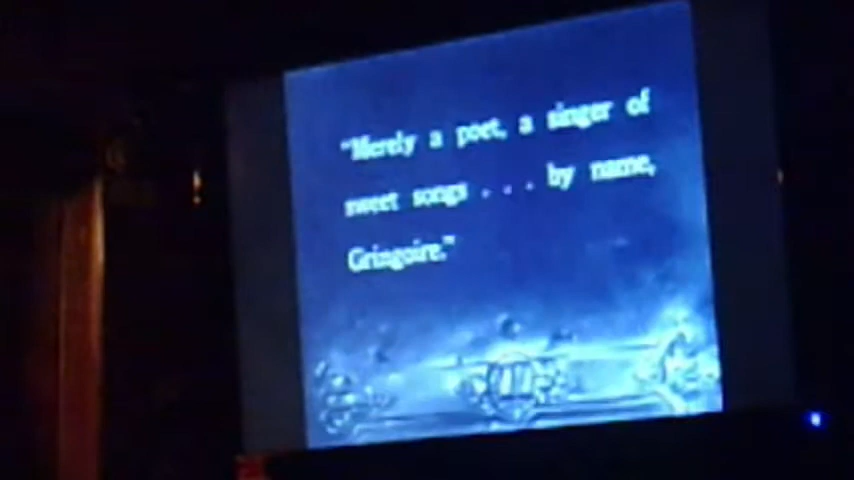 "Merely a poet, a singer of
sweet songs . . . by name,
Gringoire."